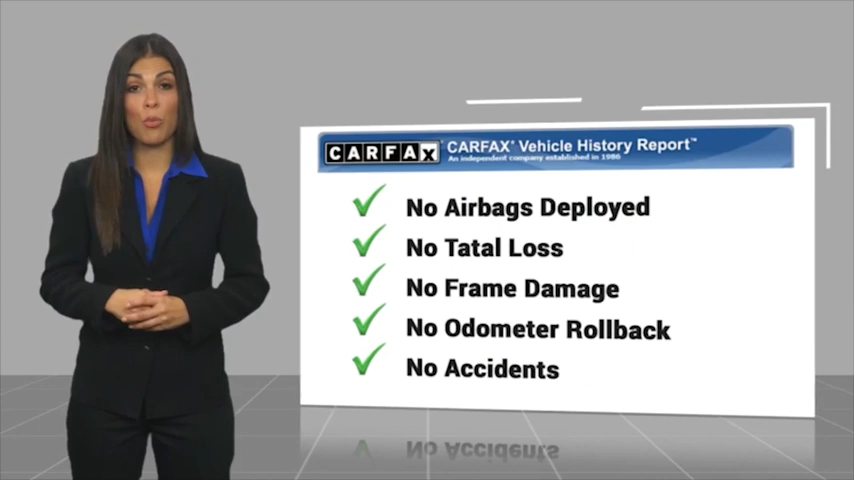 CARFAX CARFAX® Vehicle History Report™
An independent company established in 1986
No Airbags Deployed
No Tatal Loss
No Frame Damage
No Odometer Rollback
No Accidents
No Accidents